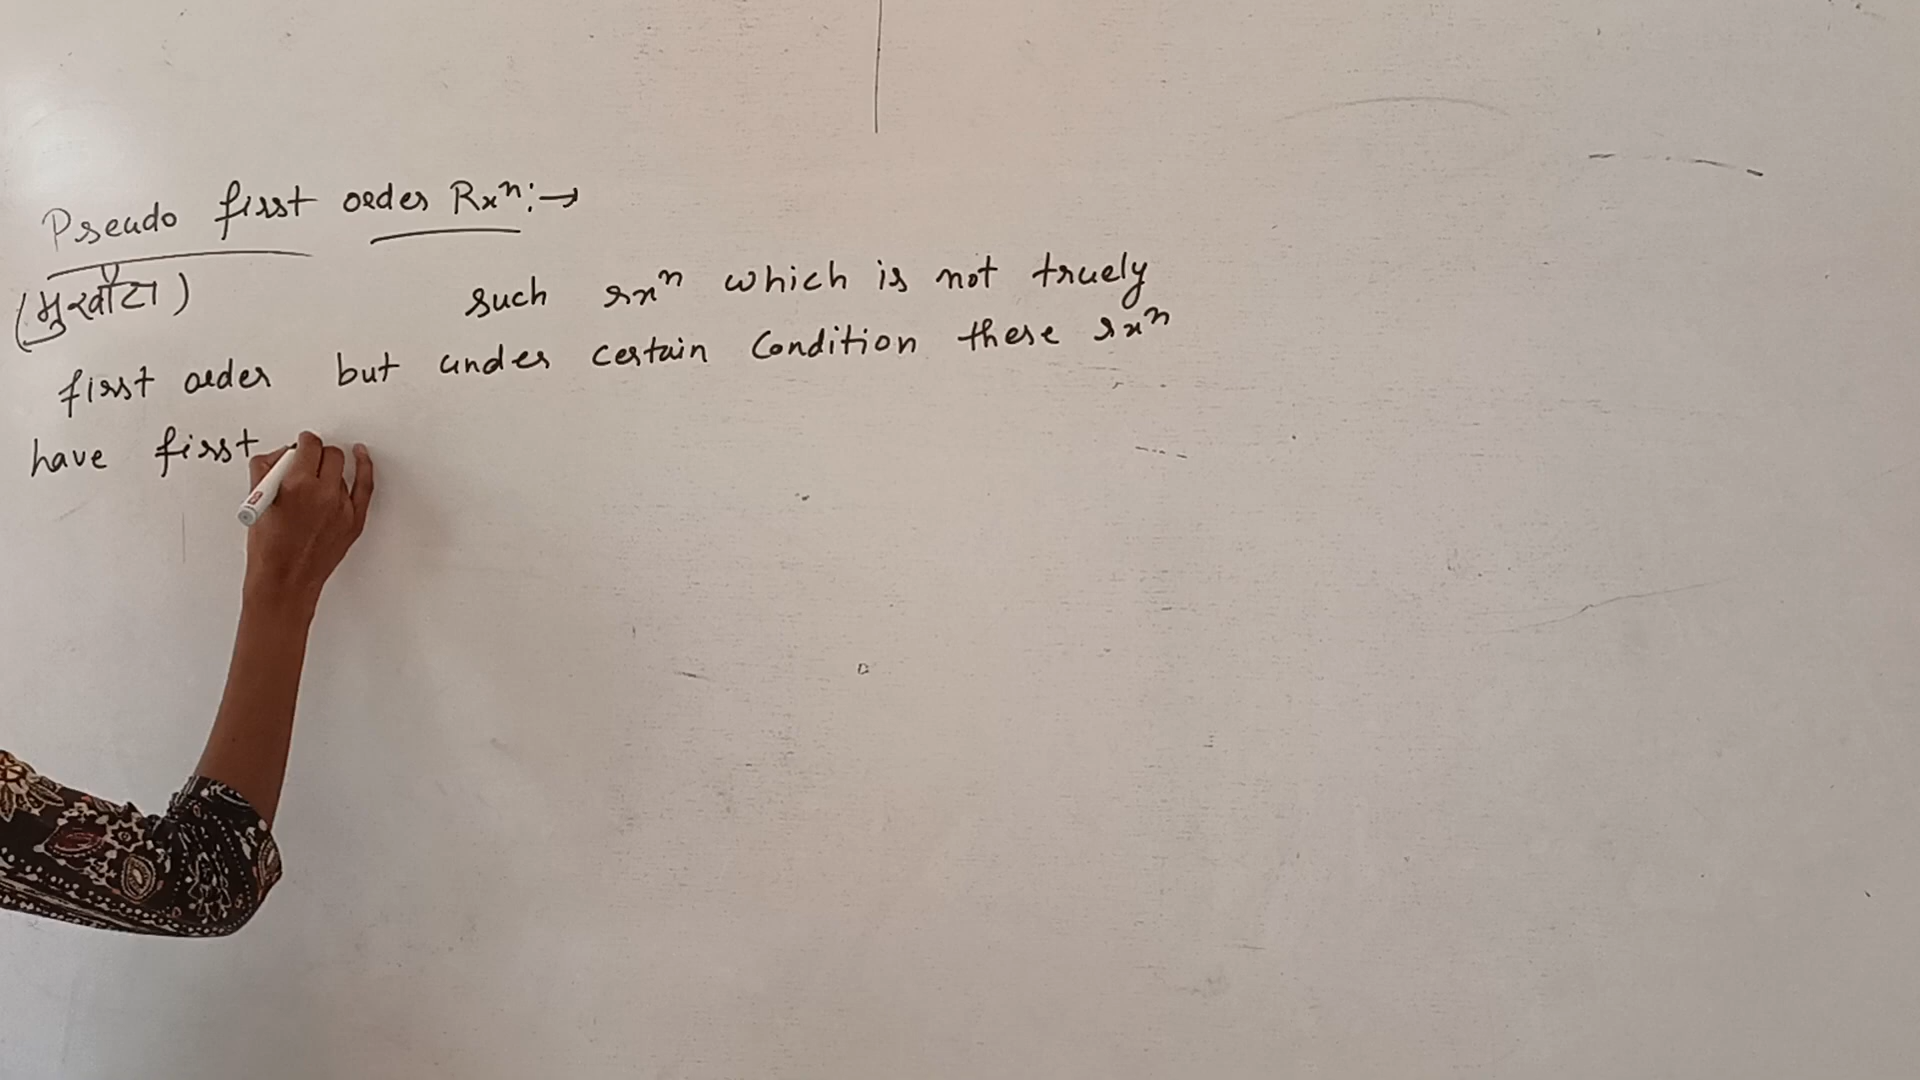 Pseudo first order Rxⁿ:→
(मुखौटा)
such rxⁿ which is not truely
first order but under certain Condition these rxⁿ
have first